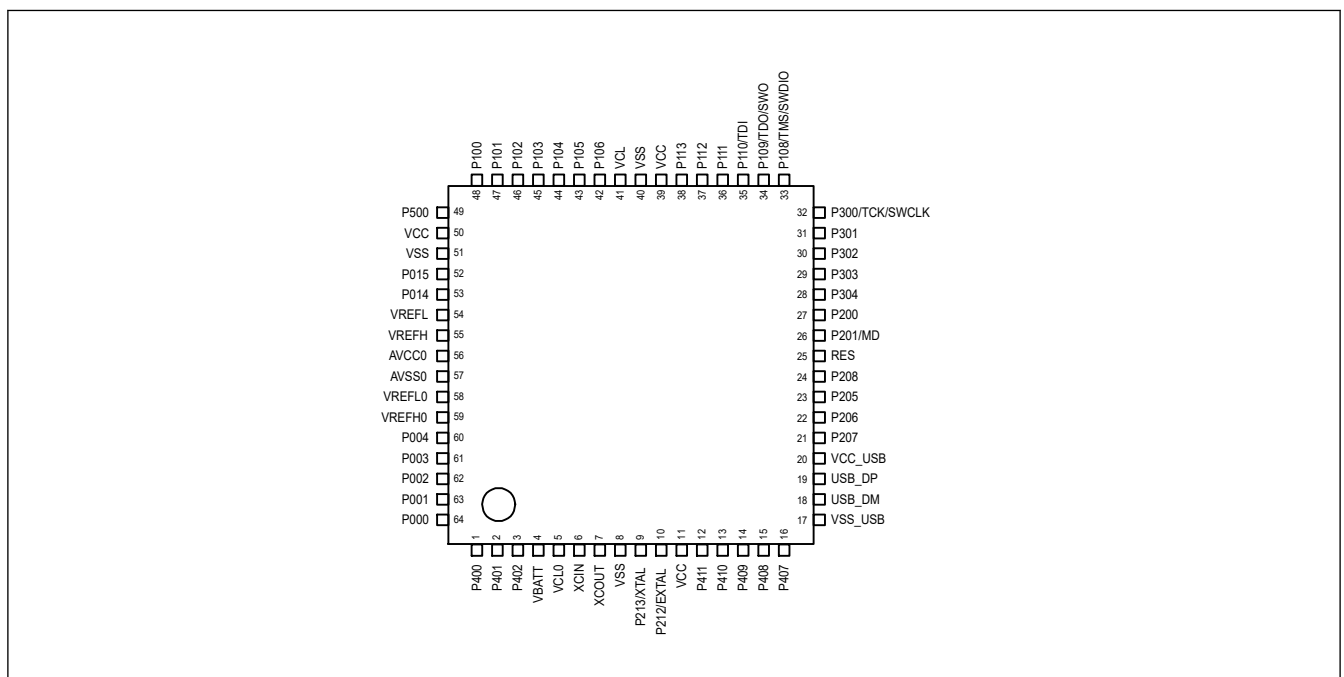 P100
P101
P102
P103
P104
P105
P106
VCL
VSS
VCC
P113
P112
P111
P110/TDI
P109/TDO/SWO
P108/TMS/SWDIO
48
47
46
45
44
43
42
41
40
39
38
37
36
35
34
33
P500 49
VCC 50
VSS 51
P015 52
P014 53
VREFL 54
VREFH 55
AVCC0 56
AVSS0 57
VREFL0 58
VREFH0 59
P004 60
P003 61
P002 62
P001 63
P000 64
32 P300/TCK/SWCLK
31 P301
30 P302
29 P303
28 P304
27 P200
26 P201/MD
25 RES
24 P208
23 P205
22 P206
21 P207
20 VCC_USB
19 USB_DP
18 USB_DM
17 VSS_USB
1
2
3
4
5
6
7
8
9
10
11
12
13
14
15
16
P400
P401
P402
VBATT
VCL0
XCIN
XCOUT
VSS
P213/XTAL
P212/EXTAL
VCC
P411
P410
P409
P408
P407